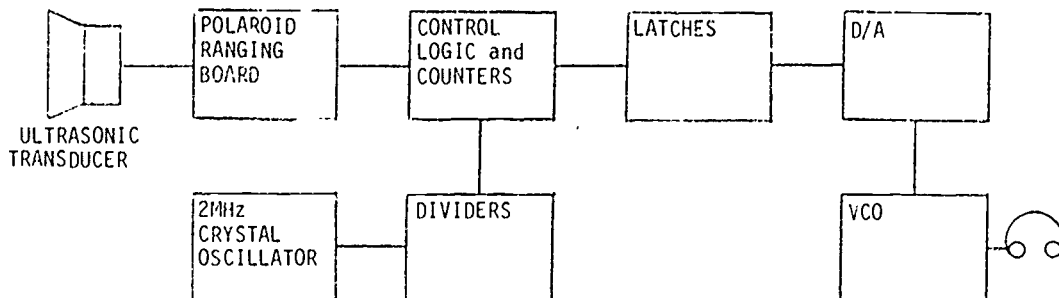 POLAROID
RANGING
BOARD
CONTROL
LOGIC and
COUNTERS
LATCHES
D/A
ULTRASONIC
TRANSDUCER
2MHz
CRYSTAL
OSCILLATOR
DIVIDERS
VCO